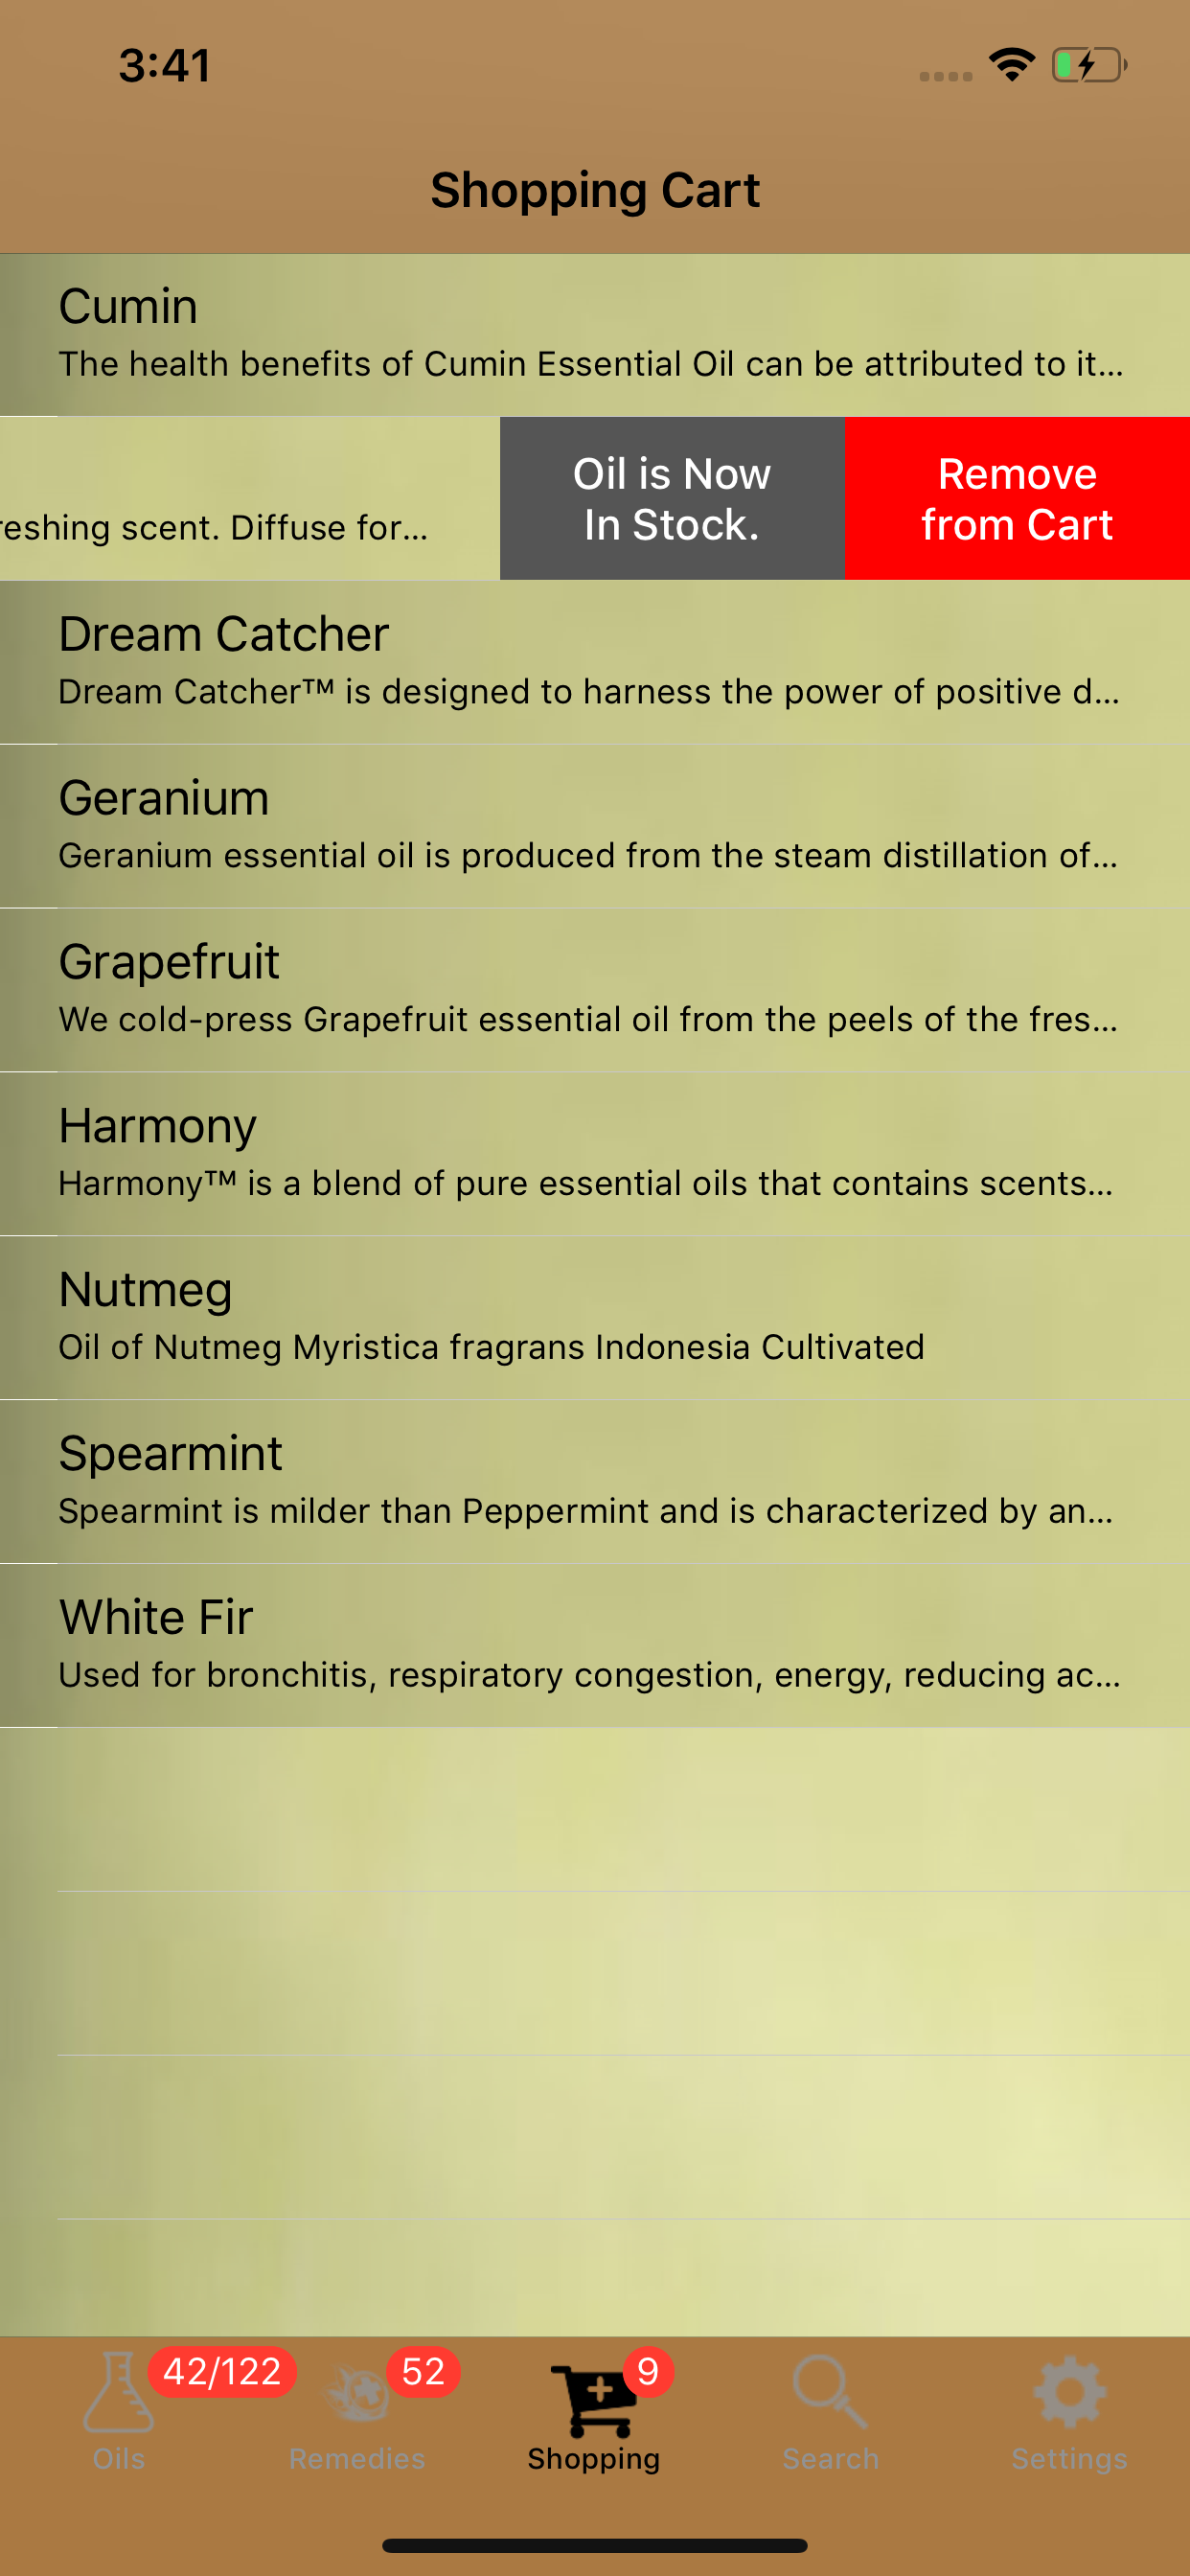 3:41
Shopping Cart
Cumin
The health benefits of Cumin Essential Oil can be attributed to it...
reshing scent. Diffuse for...
Oil is Now
In Stock.
Remove
from Cart
Dream Catcher
Dream Catcher™ is designed to harness the power of positive d...
Geranium
Geranium essential oil is produced from the steam distillation of...
Grapefruit
We cold-press Grapefruit essential oil from the peels of the fres...
Harmony
Harmony™ is a blend of pure essential oils that contains scents...
Nutmeg
Oil of Nutmeg Myristica fragrans Indonesia Cultivated
Spearmint
Spearmint is milder than Peppermint and is characterized by an...
White Fir
Used for bronchitis, respiratory congestion, energy, reducing ac...
42/122
52
9
Oils
Remedies
Shopping
Search
Settings